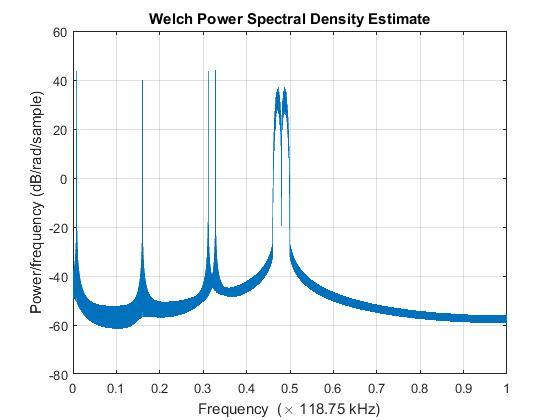 Welch Power Spectral Density Estimate
Power/frequency (dB/rad/sample)
60
40
20
0
-20
-40
-60
-80
0 0.1 0.2 0.3 0.4 0.5 0.6 0.7 0.8 0.9 1
Frequency (× 118.75 kHz)